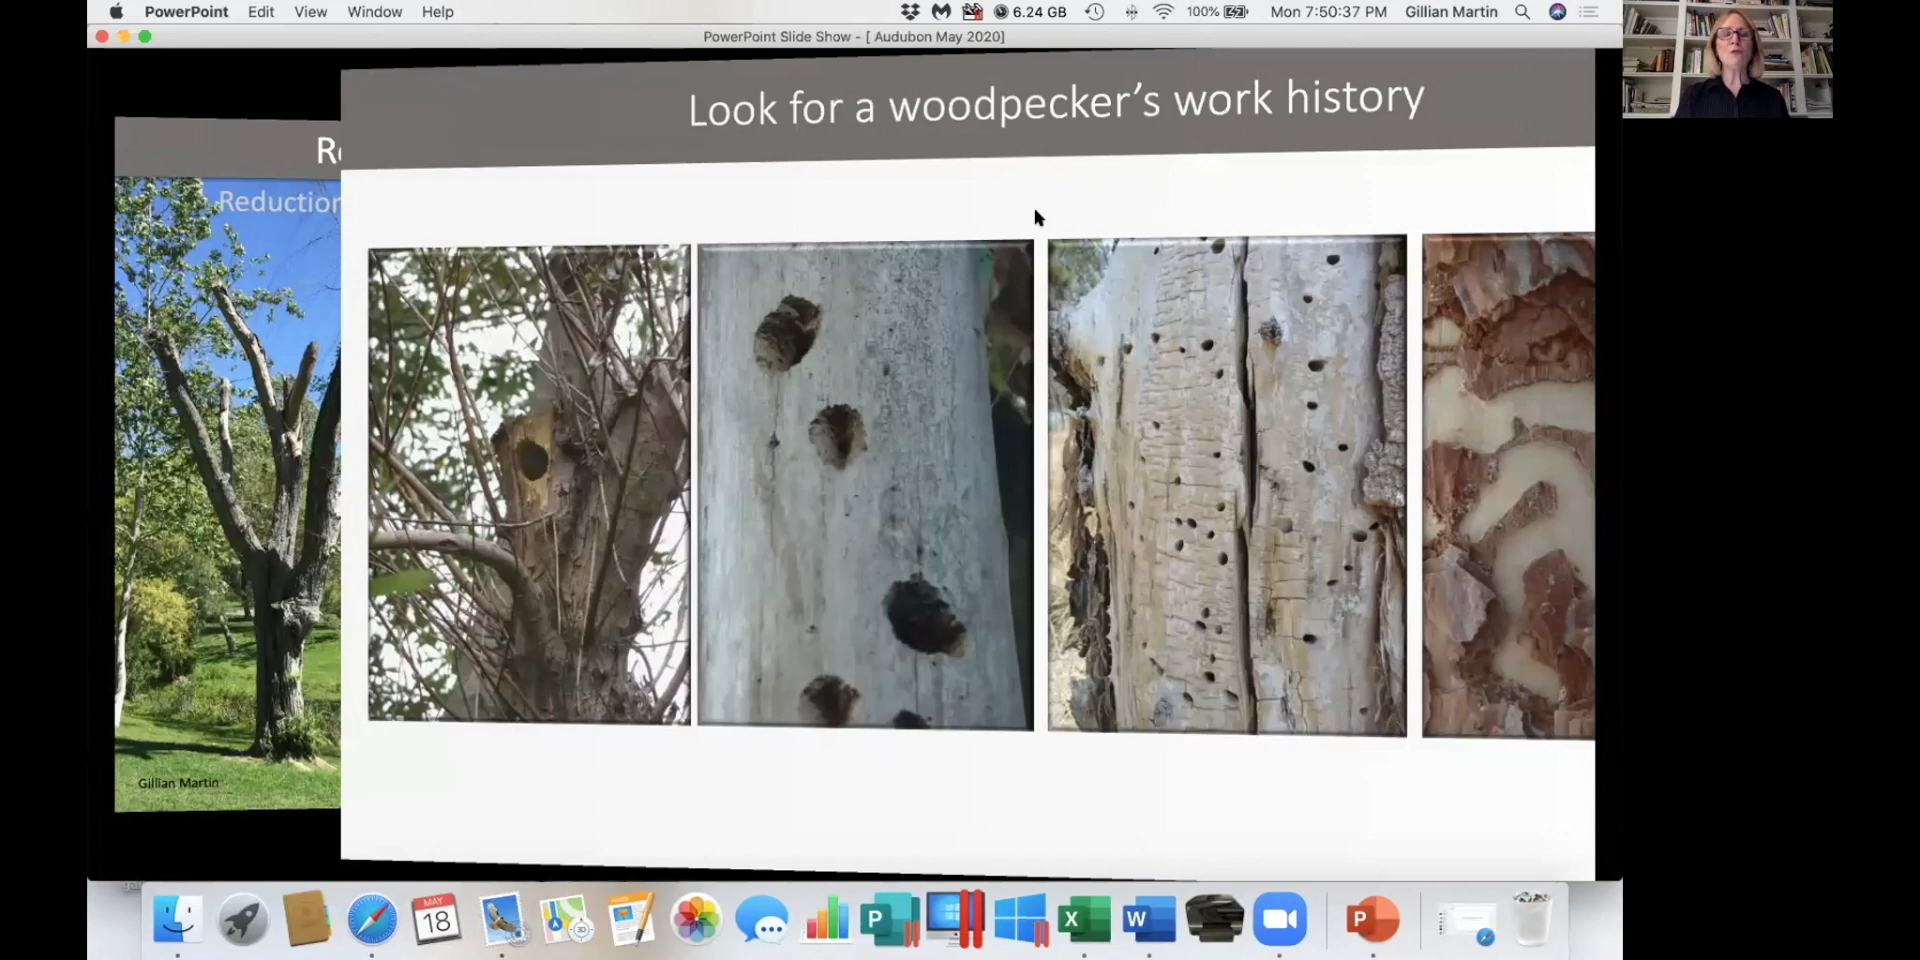 PowerPoint Edit View Window Help 6.24 GB 100% Mon 7:50:37 PM Gillian Martin
PowerPoint Slide Show - [ Audubon May 2020]
Look for a woodpecker's work history
Reduction
Gillian Martin
MAY
18
3D
P
X
W
P